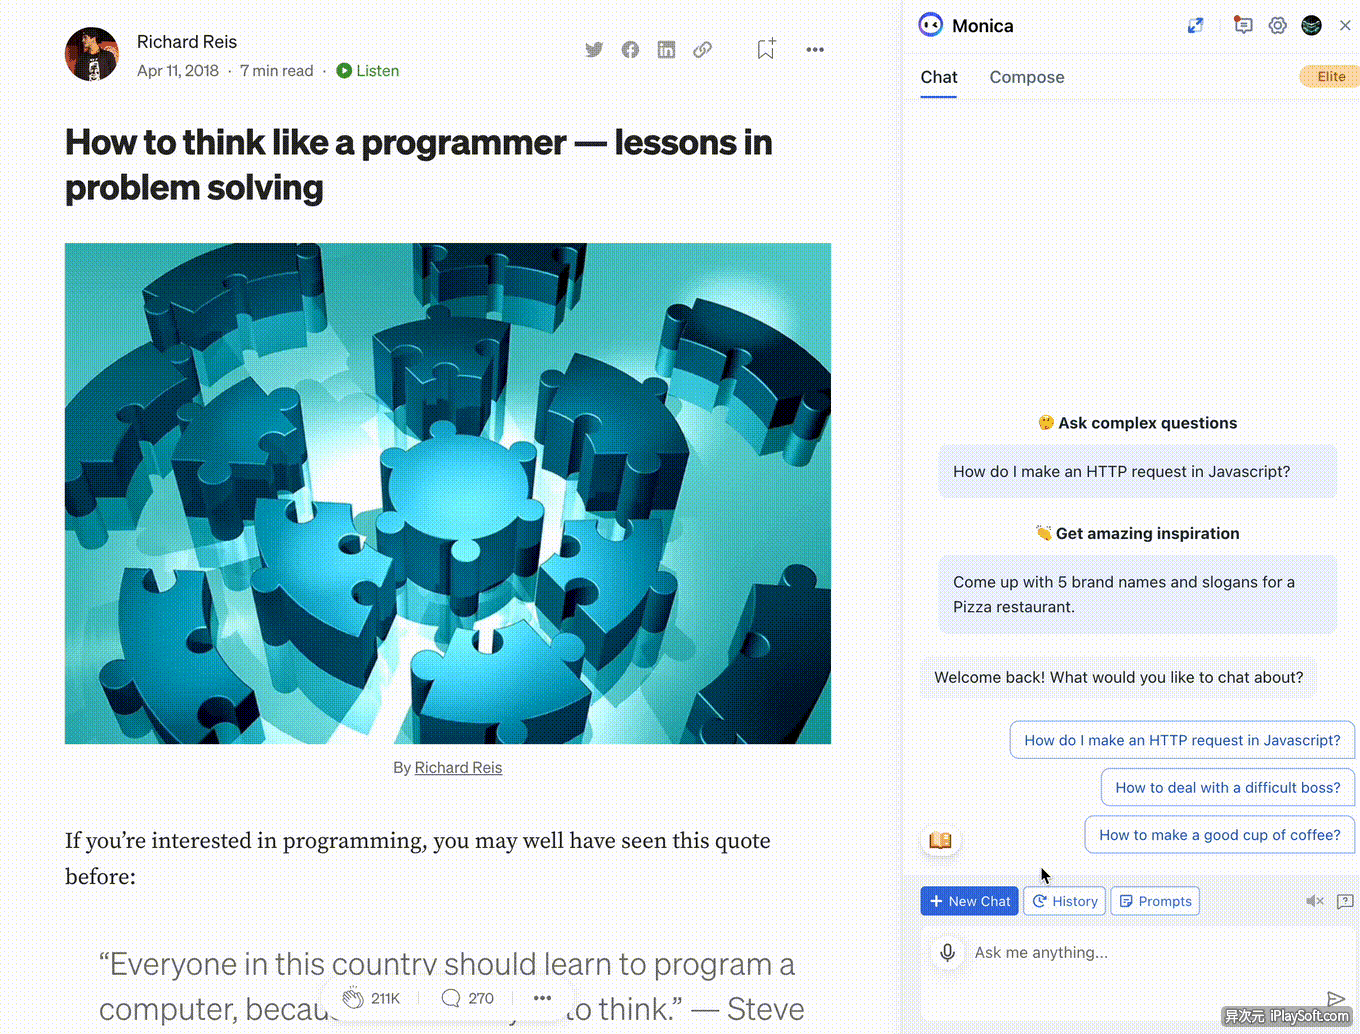 Richard Reis
Apr 11, 2018 · 7 min read · Listen
How to think like a programmer — lessons in
problem solving
By Richard Reis
If you’re interested in programming, you may well have seen this quote
before:
“Everyone in this country should learn to program a
computer, becau
to think.” — Steve
211K
270
Monica
Chat
Compose
Elite
🤔 Ask complex questions
How do I make an HTTP request in Javascript?
👏 Get amazing inspiration
Come up with 5 brand names and slogans for a
Pizza restaurant.
Welcome back! What would you like to chat about?
How do I make an HTTP request in Javascript?
How to deal with a difficult boss?
How to make a good cup of coffee?
+ New Chat
History
Prompts
Ask me anything...
异次元 iPlaySoft.com